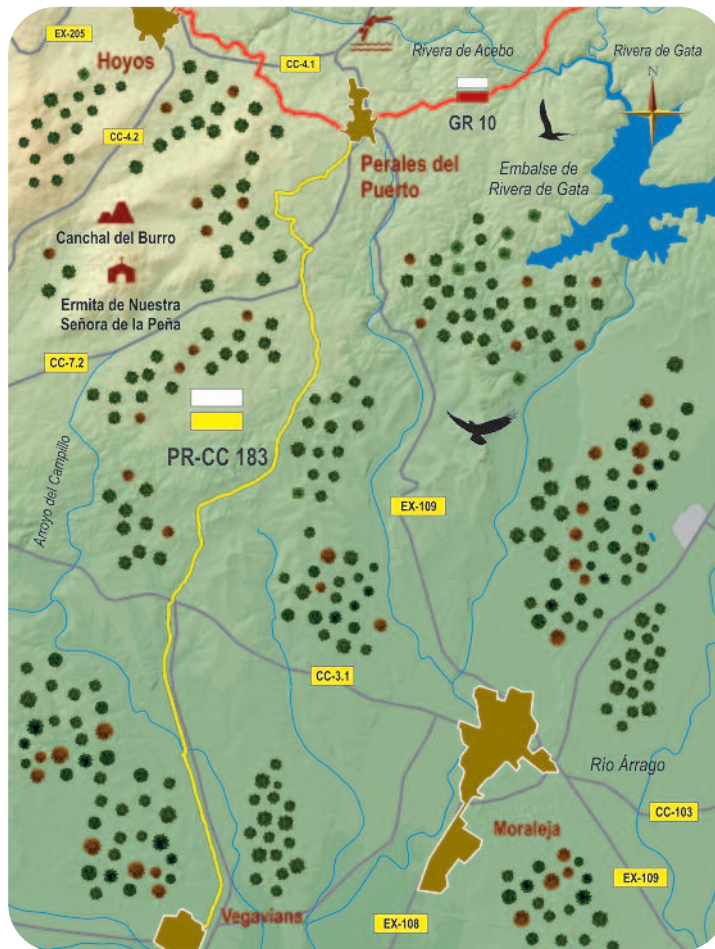 EX-205
Hoyos
CC-4.1
Rivera de Acebo
Rivera de Gata
N
GR 10
CC-4.2
Perales del
Puerto
Embalse de
Rivera de Gata
Canchal del Burro
Ermita de Nuestra
Señora de la Peña
CC-7.2
PR-CC 183
Arroyo del Campillo
EX-109
CC-3.1
Río Árrago
CC-103
Moraleja
EX-109
Vegaviana
EX-108